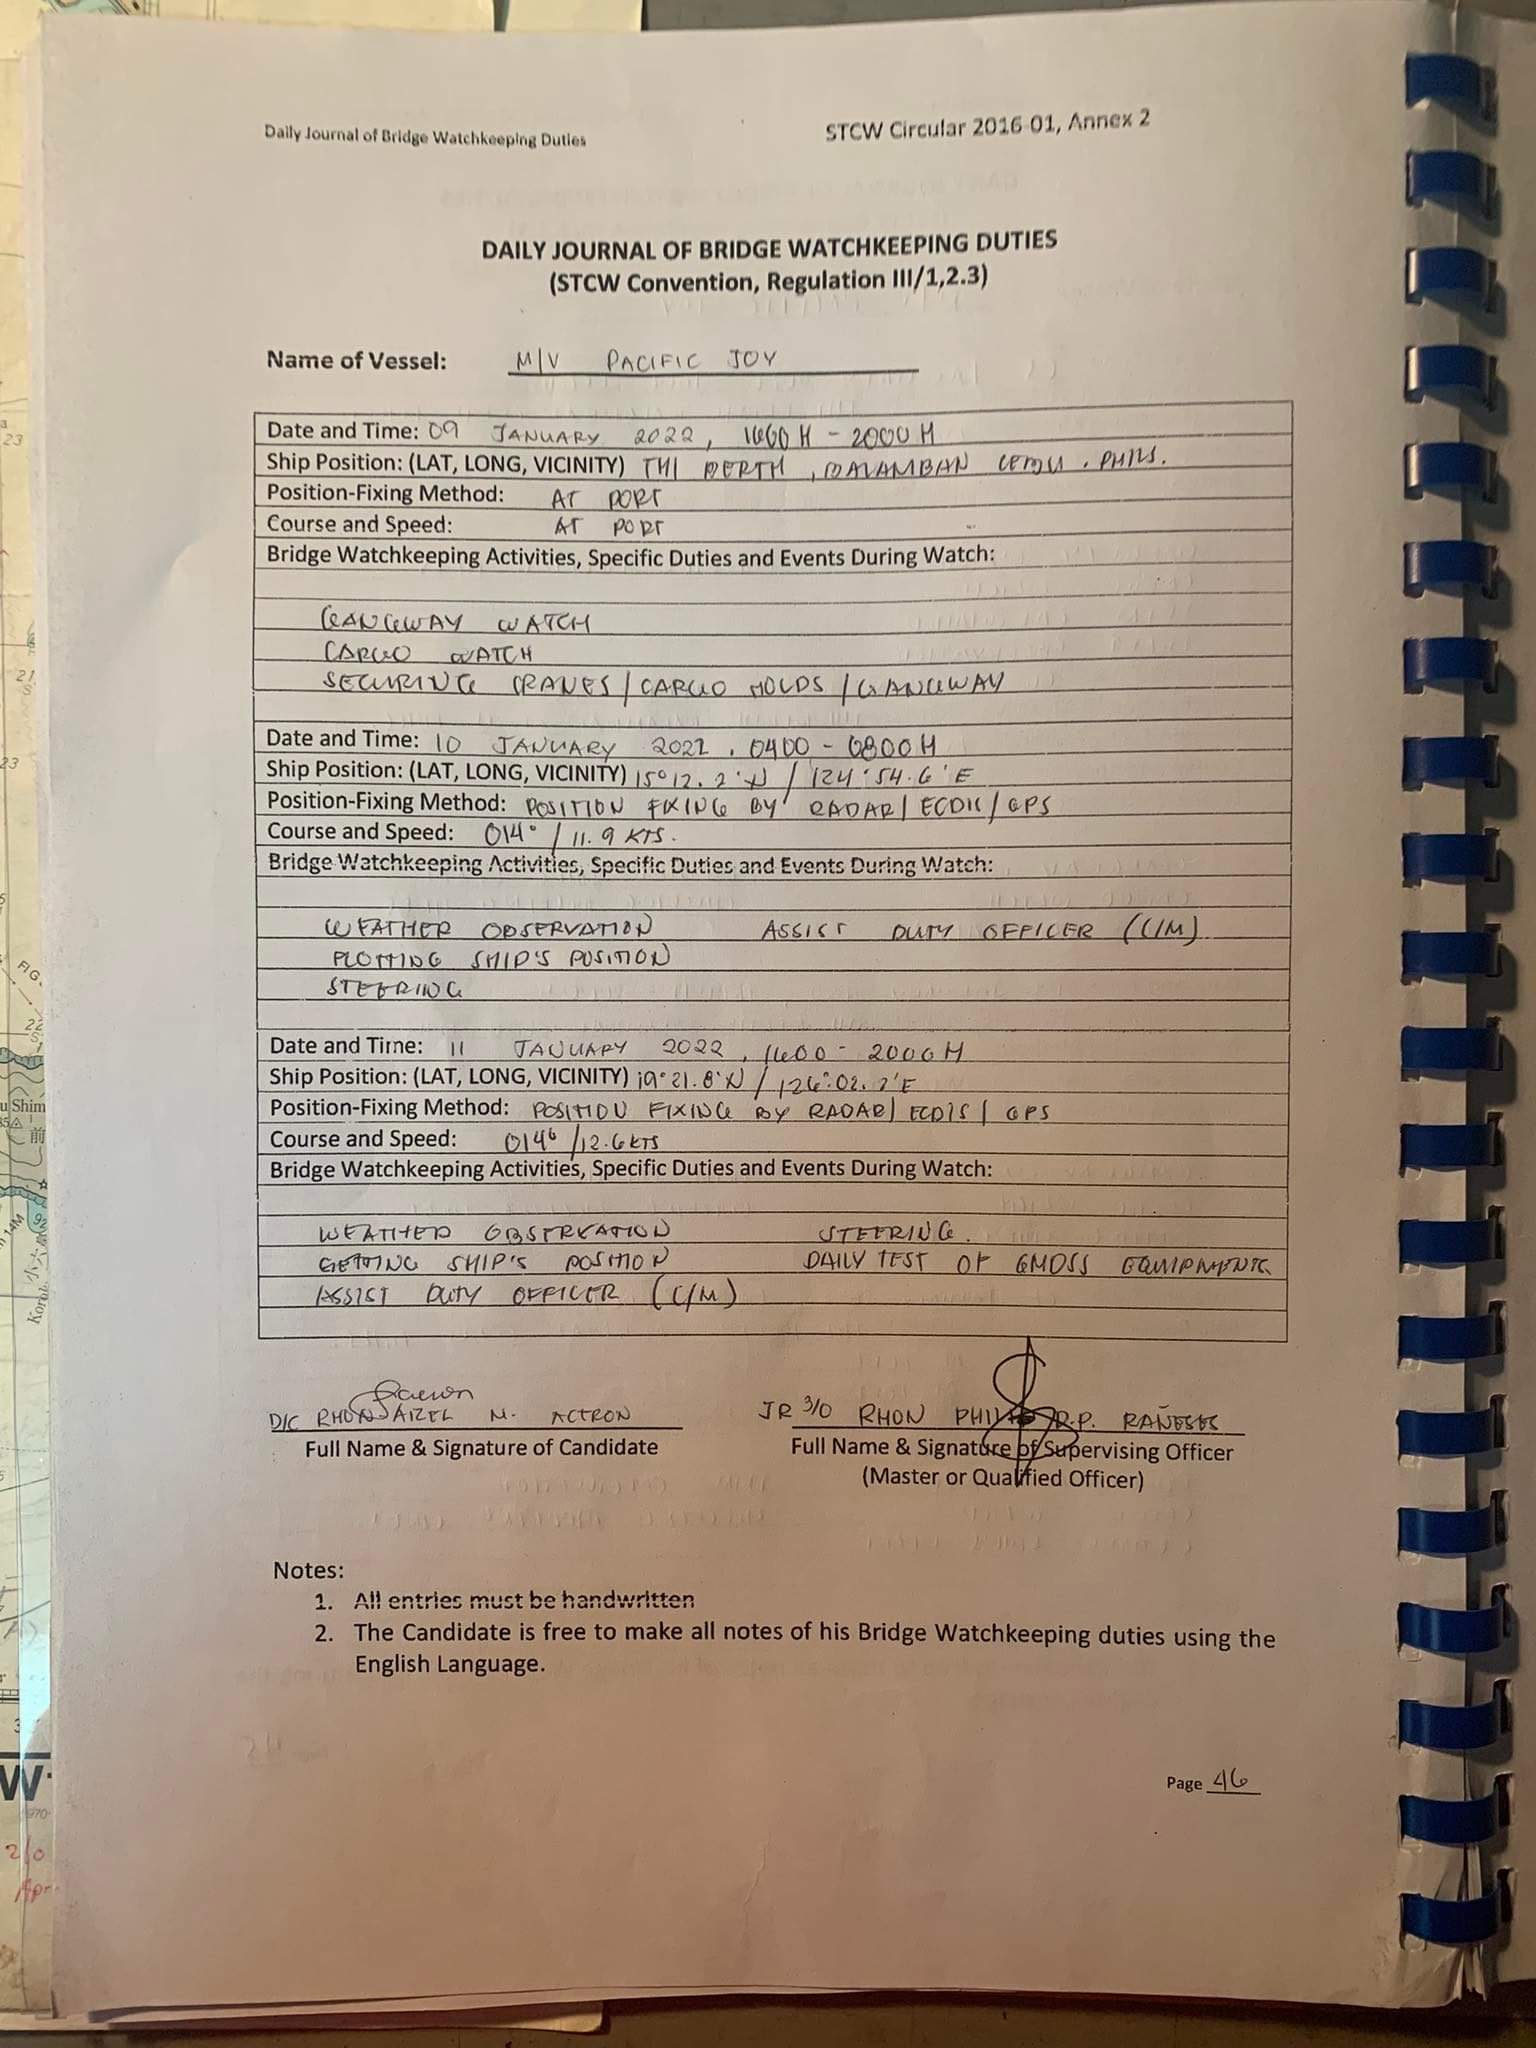 Daily Journal of Bridge Watchkeeping Duties
STCW Circular 2016-01, Annex 2
DAILY JOURNAL OF BRIDGE WATCHKEEPING DUTIES
(STCW Convention, Regulation III/1,2.3)
Name of Vessel: M/V PACIFIC JOY
Date and Time: 09 JANUARY 2022, 1600H - 2000H
Ship Position: (LAT, LONG, VICINITY) THI BERTH, BALAMBAN CEBU. PHILS.
Position-Fixing Method: AT PORT
Course and Speed: AT PORT
Bridge Watchkeeping Activities, Specific Duties and Events During Watch:
GANGWAY WATCH
CARGO WATCH
SECURING CRANES/CARGO HOLDS/GANGWAY
Date and Time: 10 JANUARY 2022, 0400 - 0800H
Ship Position: (LAT, LONG, VICINITY) 15°12.2'N / 124°54.6'E
Position-Fixing Method: POSITION FIXING BY RADAR/ECDIS/GPS
Course and Speed: 014° / 11.9 KTS.
Bridge Watchkeeping Activities, Specific Duties and Events During Watch:
WEATHER OBSERVATION ASSIST DUTY OFFICER (C/M)
PLOTTING SHIP'S POSITION
STEERING
Date and Time: 11 JANUARY 2022, 1600 - 2000H
Ship Position: (LAT, LONG, VICINITY) 19°21.8'N / 126°02.2'E
Position-Fixing Method: POSITION FIXING BY RADAR/ECDIS/GPS
Course and Speed: 014° /12.6 KTS
Bridge Watchkeeping Activities, Specific Duties and Events During Watch:
WEATHER OBSERVATION STEERING.
GETTING SHIP'S POSITION DAILY TEST OF GMDSS EQUIPMENTS
ASSIST DUTY OFFICER (C/M)
D/C RHON AIZEL M. ACTRON
JR 3/O RHON R.P. RAÑESES
Full Name & Signature of Candidate
Full Name & Signature of Supervising Officer
(Master or Qualified Officer)
Notes:
1. All entries must be handwritten
2. The Candidate is free to make all notes of his Bridge Watchkeeping duties using the
English Language.
Page 46